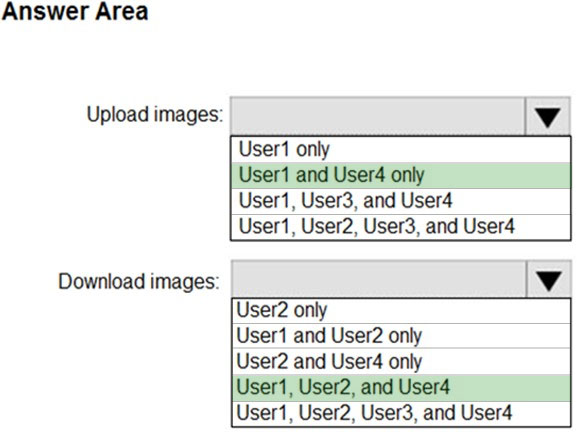 Answer Area
Upload images:
User1 only
User1 and User4 only
User1, User3, and User4
User1, User2, User3, and User4
Download images:
User2 only
User1 and User2 only
User2 and User4 only
User1, User2, and User4
User1, User2, User3, and User4